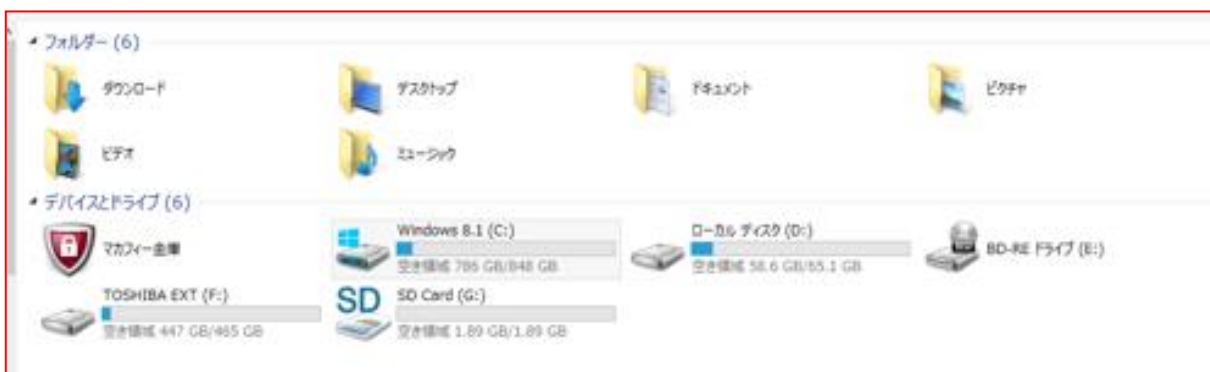 フォルダー (6)
ダウンロード
デスクトップ
ドキュメント
ピクチャ
ビデオ
ミュージック
デバイスとドライブ (6)
マカフィー金庫
Windows 8.1 (C:)
空き領域 786 GB/848 GB
ローカル ディスク (D:)
空き領域 58.6 GB/65.1 GB
BD-RE ドライブ (E:)
TOSHIBA EXT (F:)
空き領域 447 GB/465 GB
SD
SD Card (G:)
空き領域 1.89 GB/1.89 GB